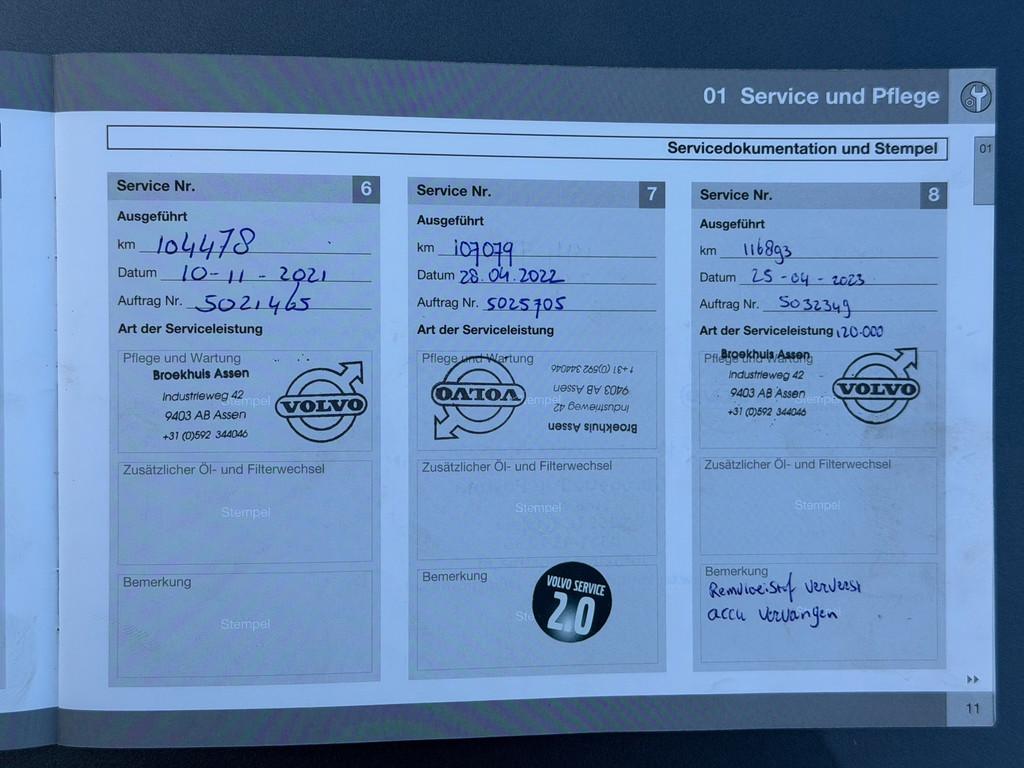 01 Service und Pflege
Servicedokumentation und Stempel
01
Service Nr. 6
Ausgeführt
km 104478
Datum 10-11-2021
Auftrag Nr. 5021465
Art der Serviceleistung
Pflege und Wartung
Broekhuis Assen
Industrieweg 42
9403 AB Assen
+31 (0)592 344046
VOLVO
Stempel
Zusätzlicher Öl- und Filterwechsel
Stempel
Bemerkung
Stempel
Service Nr. 7
Ausgeführt
km 107079
Datum 28.04.2022
Auftrag Nr. 5025705
Art der Serviceleistung
Pflege und Wartung
Broekhuis Assen
Industrieweg 42
9403 AB Assen
+31 (0)592 344046
VOLVO
Stempel
Zusätzlicher Öl- und Filterwechsel
Stempel
Bemerkung
VOLVO SERVICE
2.0
Service Nr. 8
Ausgeführt
km 116893
Datum 25-04-2023
Auftrag Nr. 5032349
Art der Serviceleistung 120.000
Pflege und Wartung
Broekhuis Assen
Industrieweg 42
9403 AB Assen
+31 (0)592 344046
VOLVO
Stempel
Zusätzlicher Öl- und Filterwechsel
Stempel
Bemerkung
Remvloeistof ververst
accu vervangen
11